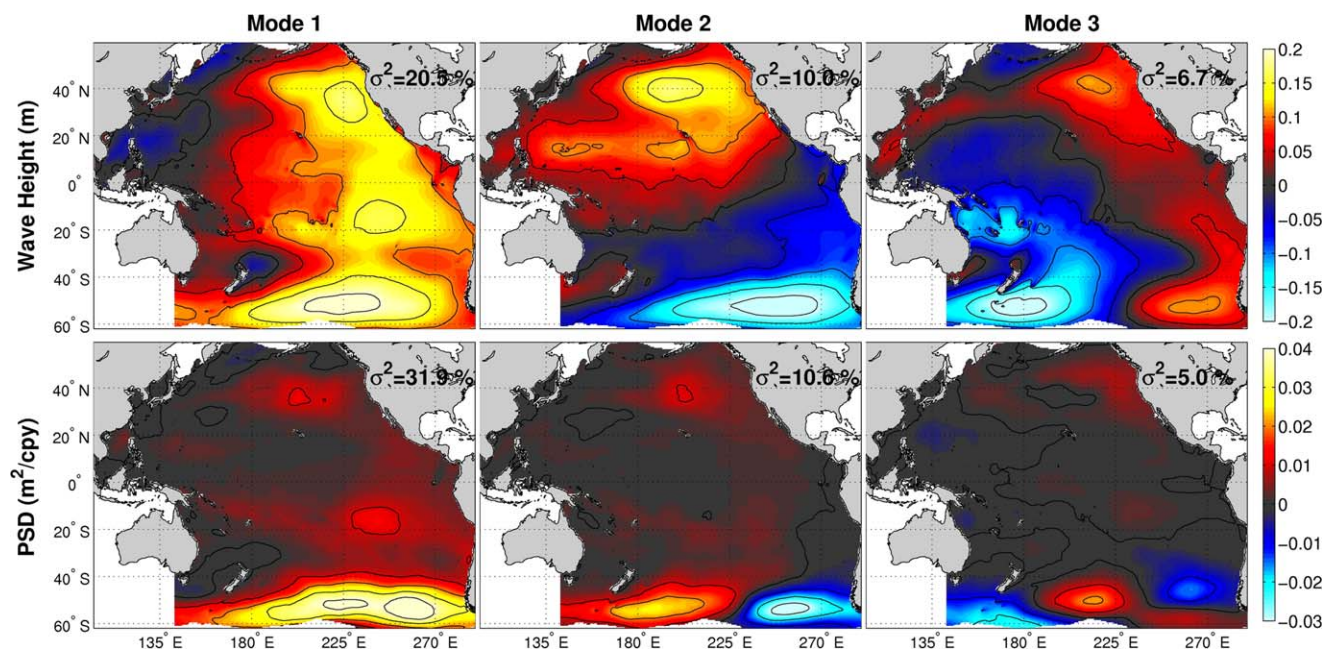 Mode 1 Mode 2 Mode 3
Wave Height (m)
σ²=20.5 % σ²=10.0 % σ²=6.7 %
40° N
20°
0°
20° S
40° S
60° S
0.2
0.15
0.1
0.05
0
−0.05
−0.1
−0.15
−0.2
PSD (m²/cpy)
σ²=31.9 % σ²=10.6 % σ²=5.0 %
40° N
20° N
0°
20° S
40° S
60° S
0.04
0.03
0.02
0.01
0
−0.01
−0.02
−0.03
135° E 180° E 225° E 270° E 135° E 180° E 225° E 270° E 135° E 180° E 225° E 270° E